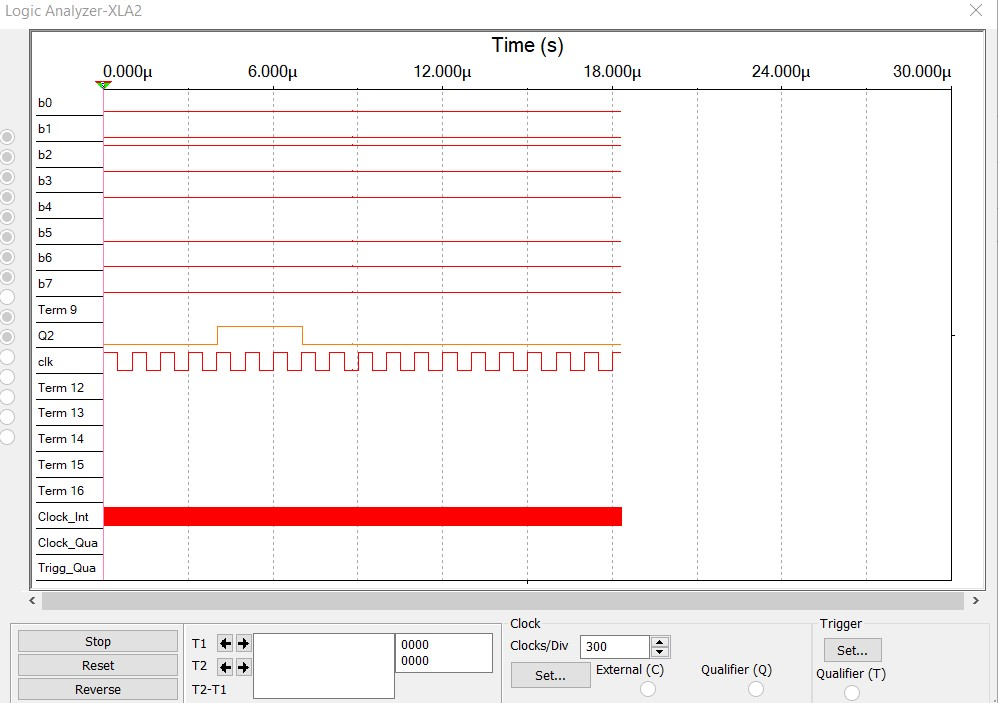 Logic Analyzer-XLA2
Time (s)
0.000µ 6.000µ 12.000µ 18.000µ 24.000µ 30.000µ
b0
b1
b2
b3
b4
b5
b6
b7
Term 9
Q2
clk
Term 12
Term 13
Term 14
Term 15
Term 16
Clock_Int
Clock_Qua
Trigg_Qua
Stop
Reset
Reverse
T1
T2
T2-T1
0000
0000
Clock
Clocks/Div 300
Set... External (C) Qualifier (Q)
Trigger
Set...
Qualifier (T)